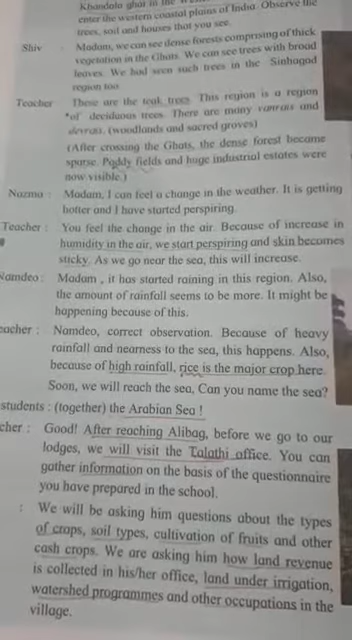 Khandala ghat in the
enter the western coastal plains of India. Observe the
trees, soil and houses that you see.
Shiv : Madam, we can see dense forests comprising of thick
vegetation in the Ghats. We can see trees with broad
leaves. We had seen such trees in the Sinhagad
region too.
Teacher : These are the teak trees. This region is a region
of deciduous trees. There are many vanrais and
devrais. (woodlands and sacred groves)
(After crossing the Ghats, the dense forest became
sparse. Paddy fields and huge industrial estates were
now visible.)
Nazma : Madam, I can feel a change in the weather. It is getting
hotter and I have started perspiring.
Teacher : You feel the change in the air. Because of increase in
humidity in the air, we start perspiring and skin becomes
sticky. As we go near the sea, this will increase.
Namdeo : Madam , it has started raining in this region. Also,
the amount of rainfall seems to be more. It might be
happening because of this.
eacher : Namdeo, correct observation. Because of heavy
rainfall and nearness to the sea, this happens. Also,
because of high rainfall, rice is the major crop here.
Soon, we will reach the sea, Can you name the sea?
students : (together) the Arabian Sea !
cher : Good! After reaching Alibag, before we go to our
lodges, we will visit the Talathi office. You can
gather information on the basis of the questionnaire
you have prepared in the school.
: We will be asking him questions about the types
of crops, soil types, cultivation of fruits and other
cash crops. We are asking him how land revenue
is collected in his/her office, land under irrigation,
watershed programmes and other occupations in the
village.